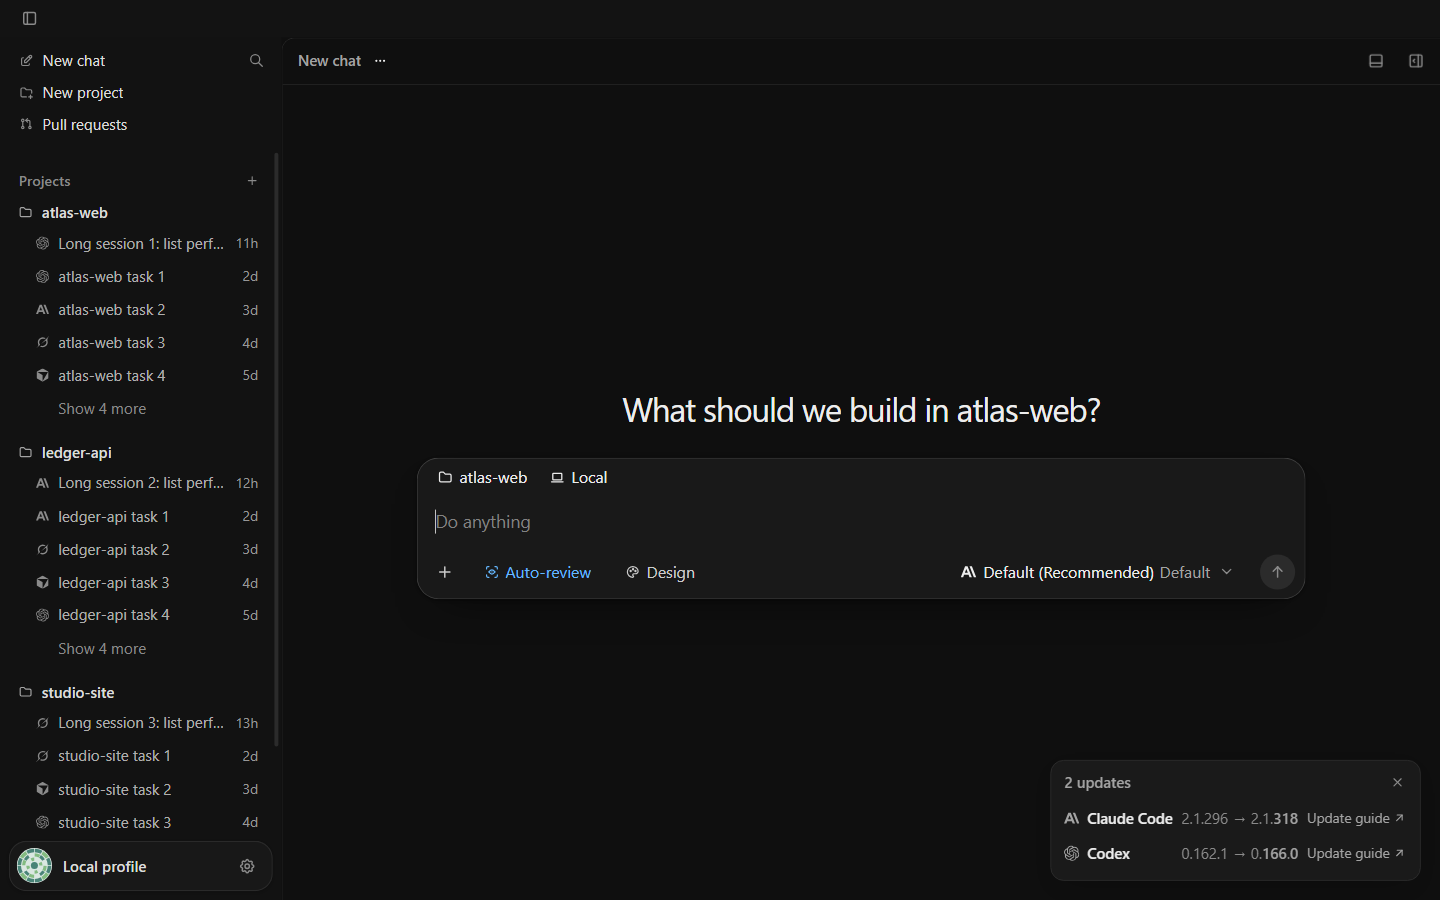 New chat
New project
Pull requests
Projects
atlas-web
Long session 1: list perf... 11h
atlas-web task 1 2d
atlas-web task 2 3d
atlas-web task 3 4d
atlas-web task 4 5d
Show 4 more
ledger-api
Long session 2: list perf... 12h
ledger-api task 1 2d
ledger-api task 2 3d
ledger-api task 3 4d
ledger-api task 4 5d
Show 4 more
studio-site
Long session 3: list perf... 13h
studio-site task 1 2d
studio-site task 2 3d
studio-site task 3 4d
Local profile
New chat ...
What should we build in atlas-web?
atlas-web Local
Do anything
Auto-review Design Default (Recommended) Default
2 updates
Claude Code 2.1.296 → 2.1.318 Update guide ↗
Codex 0.162.1 → 0.166.0 Update guide ↗